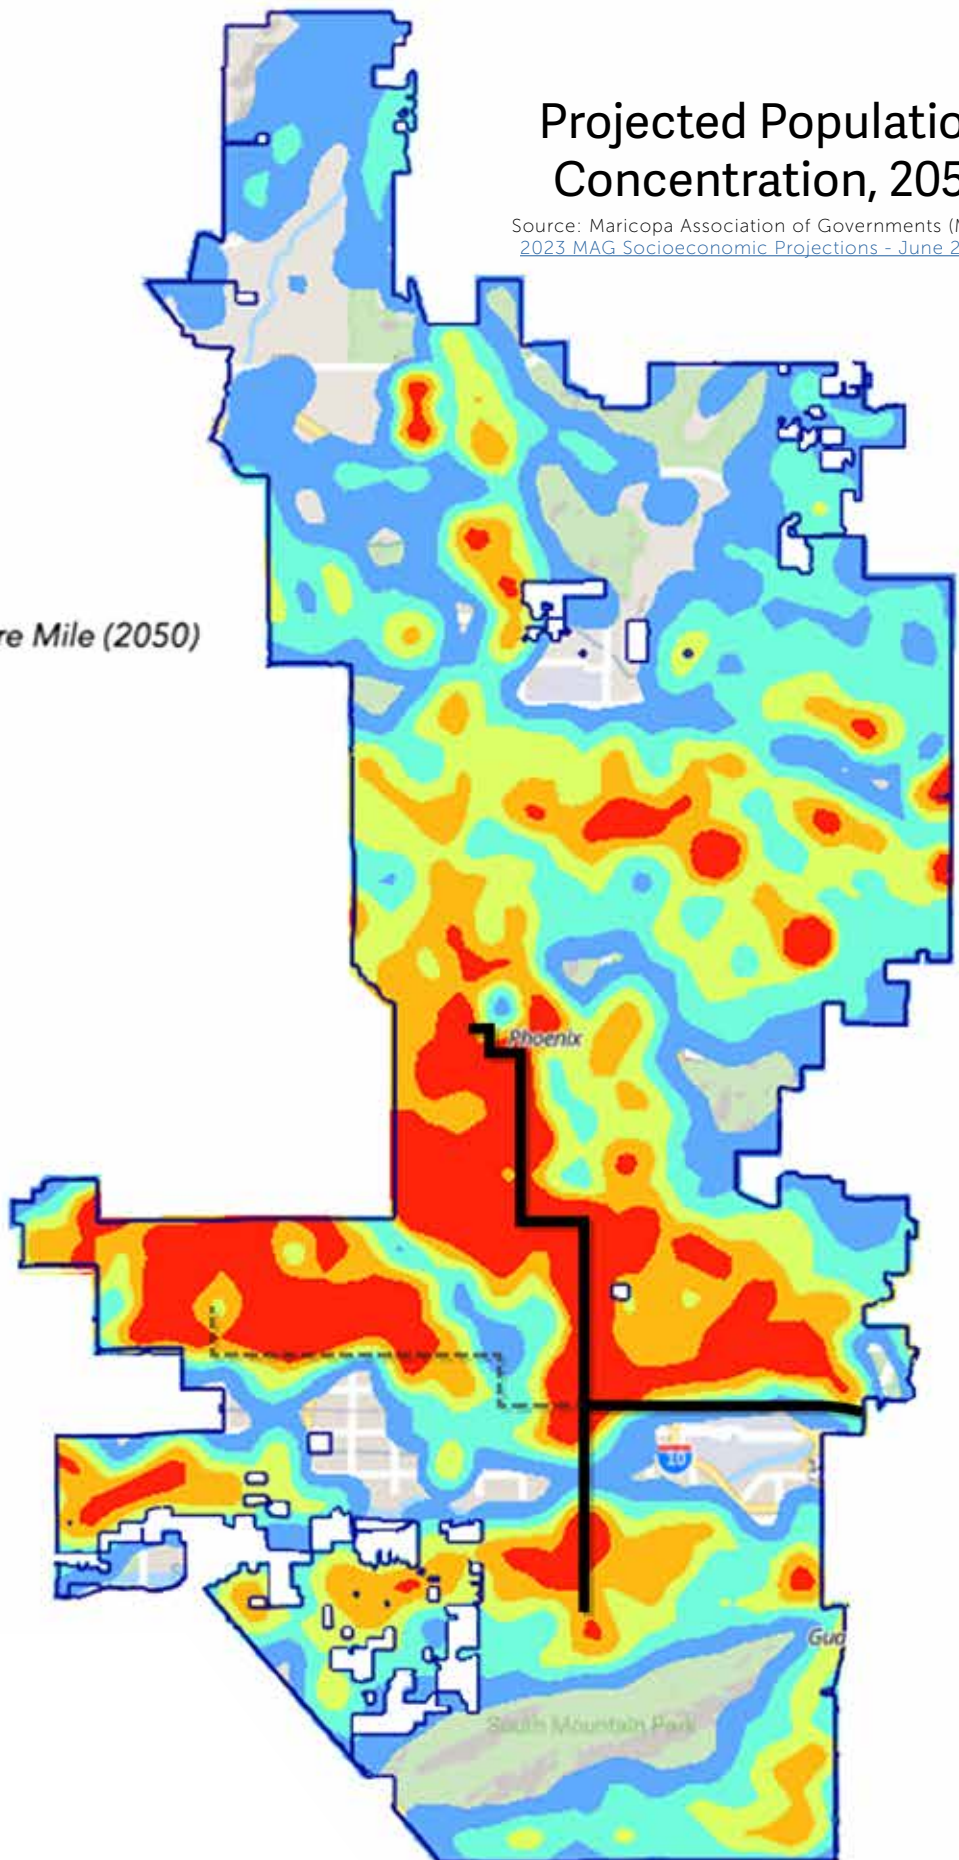 Projected Populatio
Concentration, 205
Source: Maricopa Association of Governments (M
2023 MAG Socioeconomic Projections - June 2
re Mile (2050)
Phoenix
10
Gua
South Mountain Park